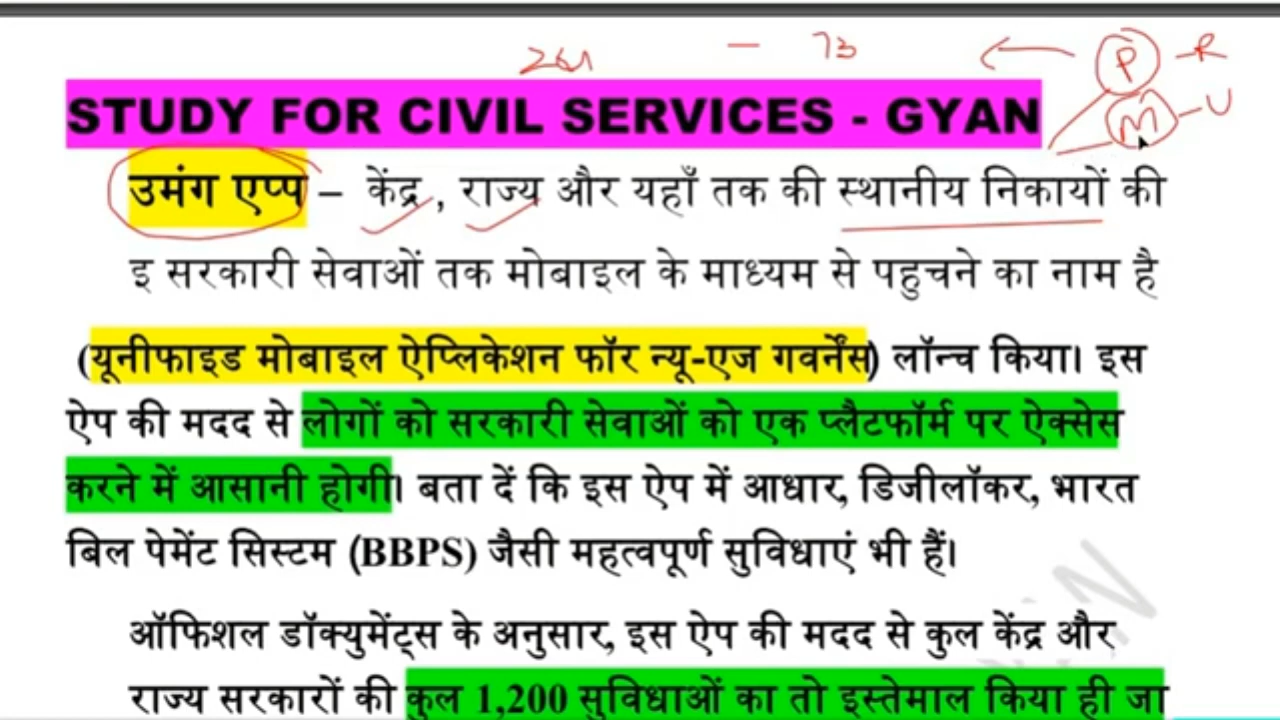 261 - 73 P - R
M - U
STUDY FOR CIVIL SERVICES - GYAN
उमंग एप्प – केंद्र , राज्य और यहाँ तक की स्थानीय निकायों की
इ सरकारी सेवाओं तक मोबाइल के माध्यम से पहुचने का नाम है
(यूनीफाइड मोबाइल ऐप्लिकेशन फॉर न्यू-एज गवर्नेंस) लॉन्च किया। इस
ऐप की मदद से लोगों को सरकारी सेवाओं को एक प्लैटफॉर्म पर ऐक्सेस
करने में आसानी होगी। बता दें कि इस ऐप में आधार, डिजीलॉकर, भारत
बिल पेमेंट सिस्टम (BBPS) जैसी महत्वपूर्ण सुविधाएं भी हैं।
ऑफिशल डॉक्युमेंट्स के अनुसार, इस ऐप की मदद से कुल केंद्र और
राज्य सरकारों की कुल 1,200 सुविधाओं का तो इस्तेमाल किया ही जा